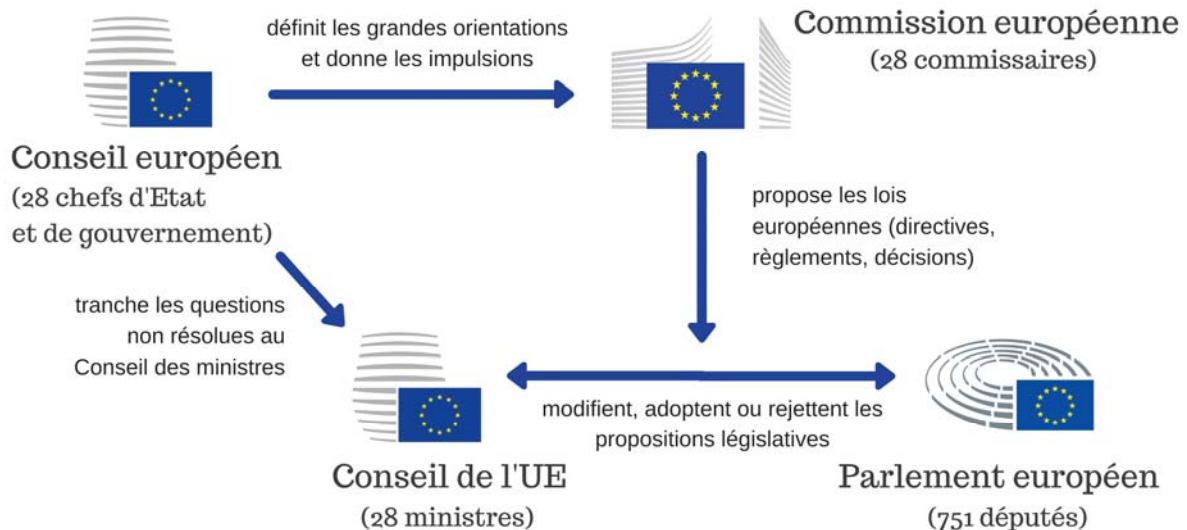 définit les grandes orientations
et donne les impulsions
Commission européenne
(28 commissaires)
Conseil européen
(28 chefs d'Etat
et de gouvernement)
propose les lois
européennes (directives,
règlements, décisions)
tranche les questions
non résolues au
Conseil des ministres
modifient, adoptent ou rejettent les
propositions législatives
Conseil de l'UE
(28 ministres)
Parlement européen
(751 députés)